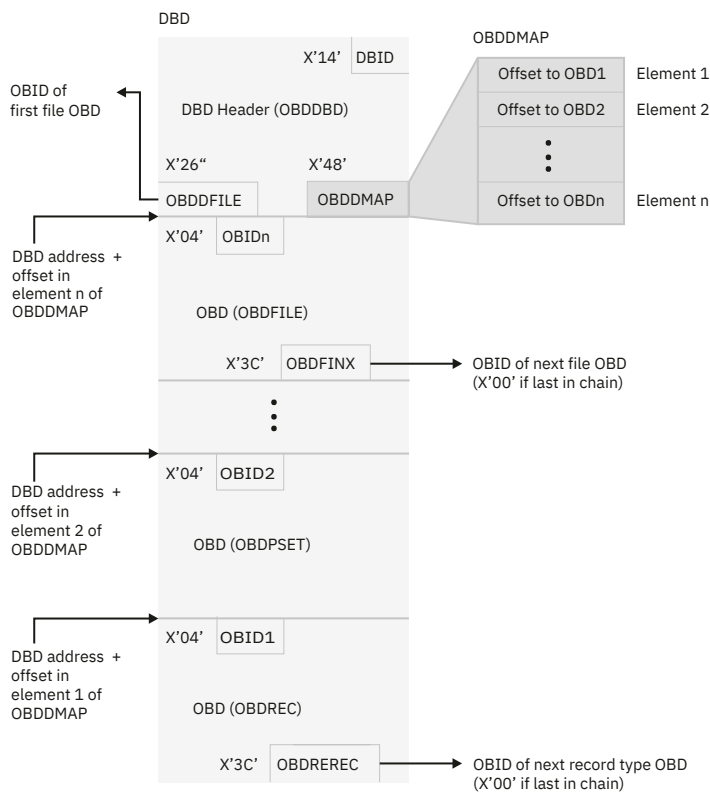 DBD
X'14' DBID
OBDDMAP
Offset to OBD1 Element 1
OBID of
first file OBD
DBD Header (OBDDBD)
Offset to OBD2 Element 2
X'26“ X'48'
OBDDFILE OBDDMAP
Offset to OBDn Element n
X'04' OBIDn
DBD address +
offset in
element n of
OBDDMAP
OBD (OBDFILE)
X'3C' OBDFINX
OBID of next file OBD
(X'00' if last in chain)
X'04' OBID2
DBD address +
offset in
element 2 of
OBDDMAP
OBD (OBDPSET)
X'04' OBID1
DBD address +
offset in
element 1 of
OBDDMAP
OBD (OBDREC)
X'3C' OBDREREC
OBID of next record type OBD
(X'00' if last in chain)